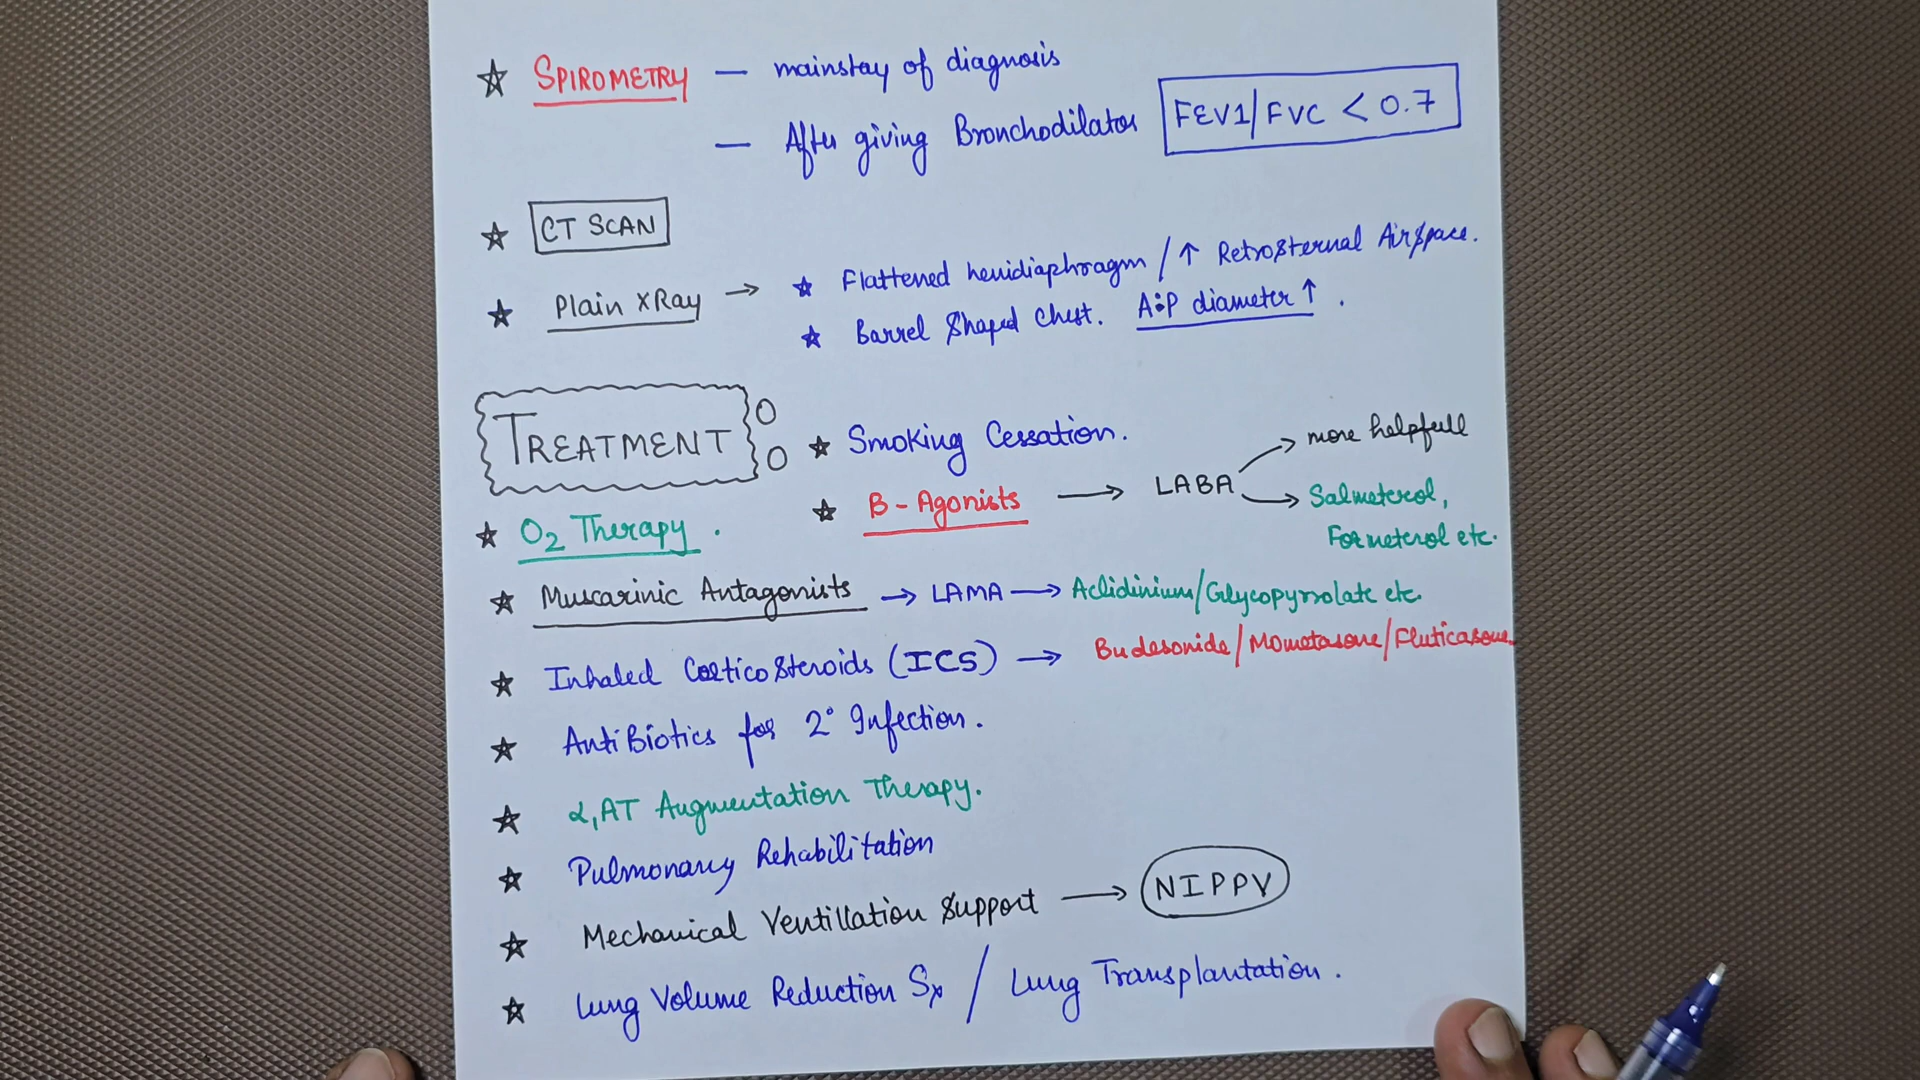 ☆ SPIROMETRY — mainstay of diagnosis
— After giving Bronchodilator FEV1/FVC < 0.7
☆ CT SCAN
☆ Plain XRay → ☆ Flattened hemidiaphragm / ↑ Retrosternal Airspace.
☆ Barrel Shaped Chest. A:P diameter ↑ .
TREATMENT
☆ Smoking Cessation.
☆ B - Agonists → LABA → more helpfull
→ Salmeterol,
Formeterol etc.
☆ O2 Therapy .
☆ Muscarinic Antagonists → LAMA → Aclidinium/Glycopyrrolate etc.
☆ Inhaled Corticosteroids (ICS) → Budesonide/Mometasone/Fluticasone.
☆ AntiBiotics for 2° Infection.
☆ α1AT Augmentation Therapy.
☆ Pulmonary Rehabilitation
☆ Mechanical Ventillation Support → NIPPV
☆ Lung Volume Reduction Sx / Lung Transplantation.